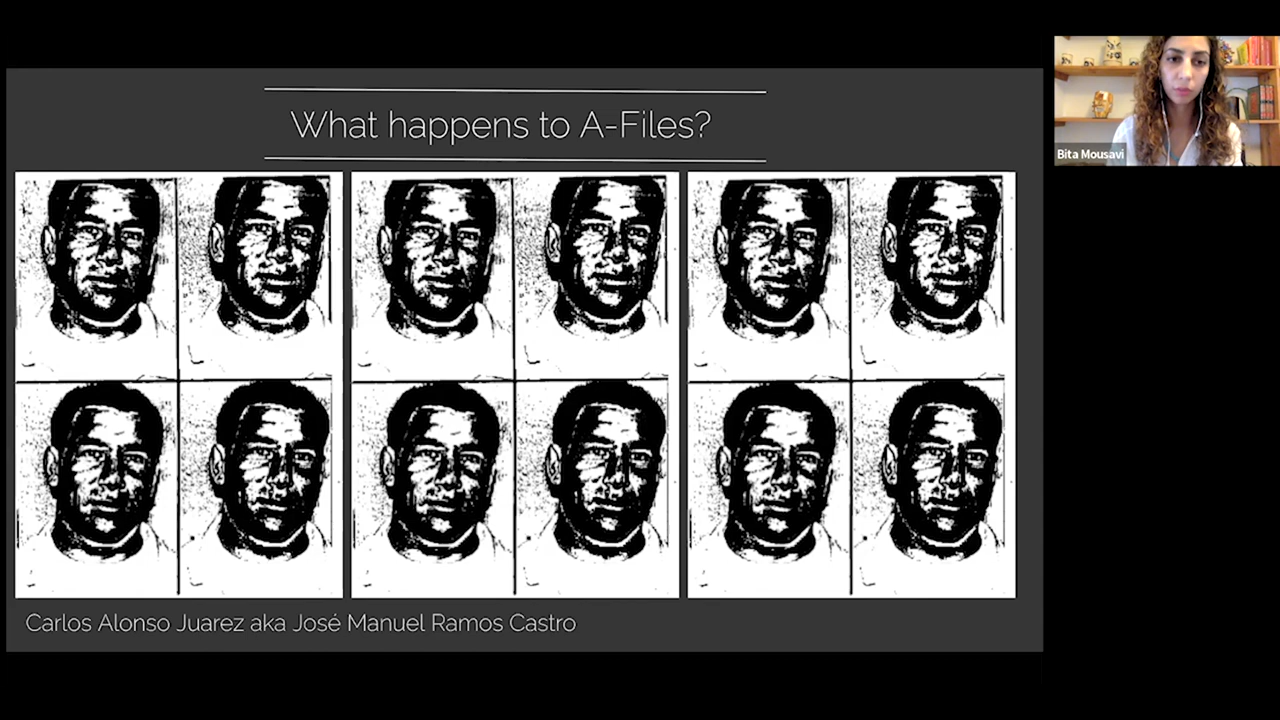 What happens to A-Files?
Bita Mousavi
Carlos Alonso Juarez aka José Manuel Ramos Castro